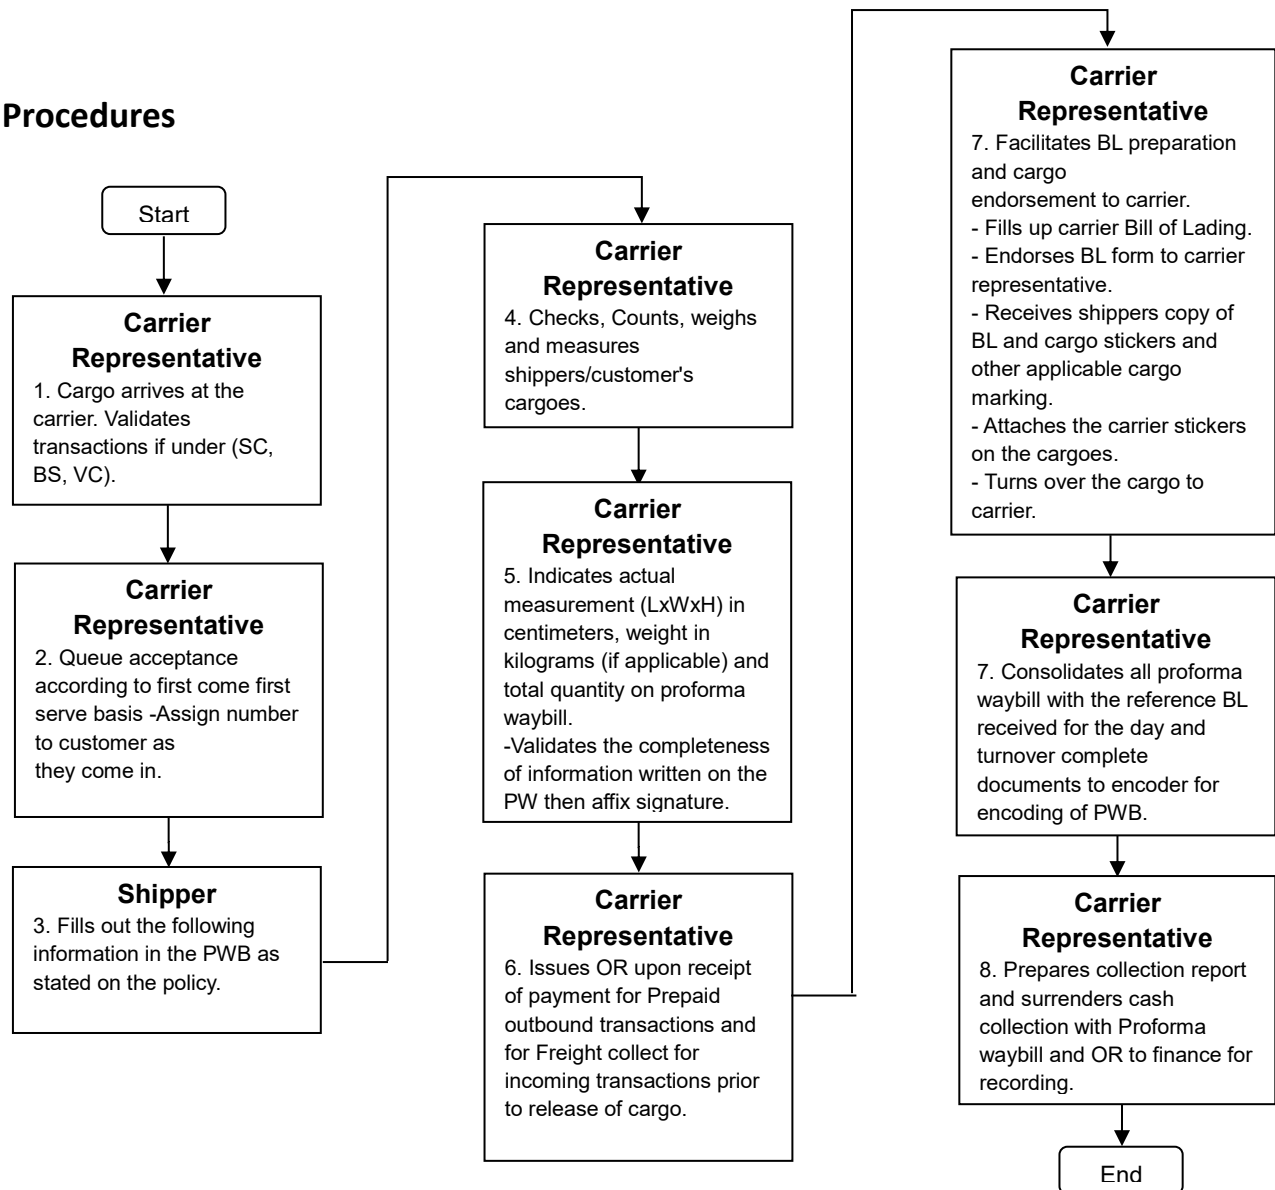 Procedures
Start
Carrier
Representative
1. Cargo arrives at the
carrier. Validates
transactions if under (SC,
BS, VC).
Carrier
Representative
2. Queue acceptance
according to first come first
serve basis -Assign number
to customer as
they come in.
Shipper
3. Fills out the following
information in the PWB as
stated on the policy.
Carrier
Representative
4. Checks, Counts, weighs
and measures
shippers/customer's
cargoes.
Carrier
Representative
5. Indicates actual
measurement (LxWxH) in
centimeters, weight in
kilograms (if applicable) and
total quantity on proforma
waybill.
-Validates the completeness
of information written on the
PW then affix signature.
Carrier
Representative
6. Issues OR upon receipt
of payment for Prepaid
outbound transactions and
for Freight collect for
incoming transactions prior
to release of cargo.
Carrier
Representative
7. Facilitates BL preparation
and cargo
endorsement to carrier.
- Fills up carrier Bill of Lading.
- Endorses BL form to carrier
representative.
- Receives shippers copy of
BL and cargo stickers and
other applicable cargo
marking.
- Attaches the carrier stickers
on the cargoes.
- Turns over the cargo to
carrier.
Carrier
Representative
7. Consolidates all proforma
waybill with the reference BL
received for the day and
turnover complete
documents to encoder for
encoding of PWB.
Carrier
Representative
8. Prepares collection report
and surrenders cash
collection with Proforma
waybill and OR to finance for
recording.
End